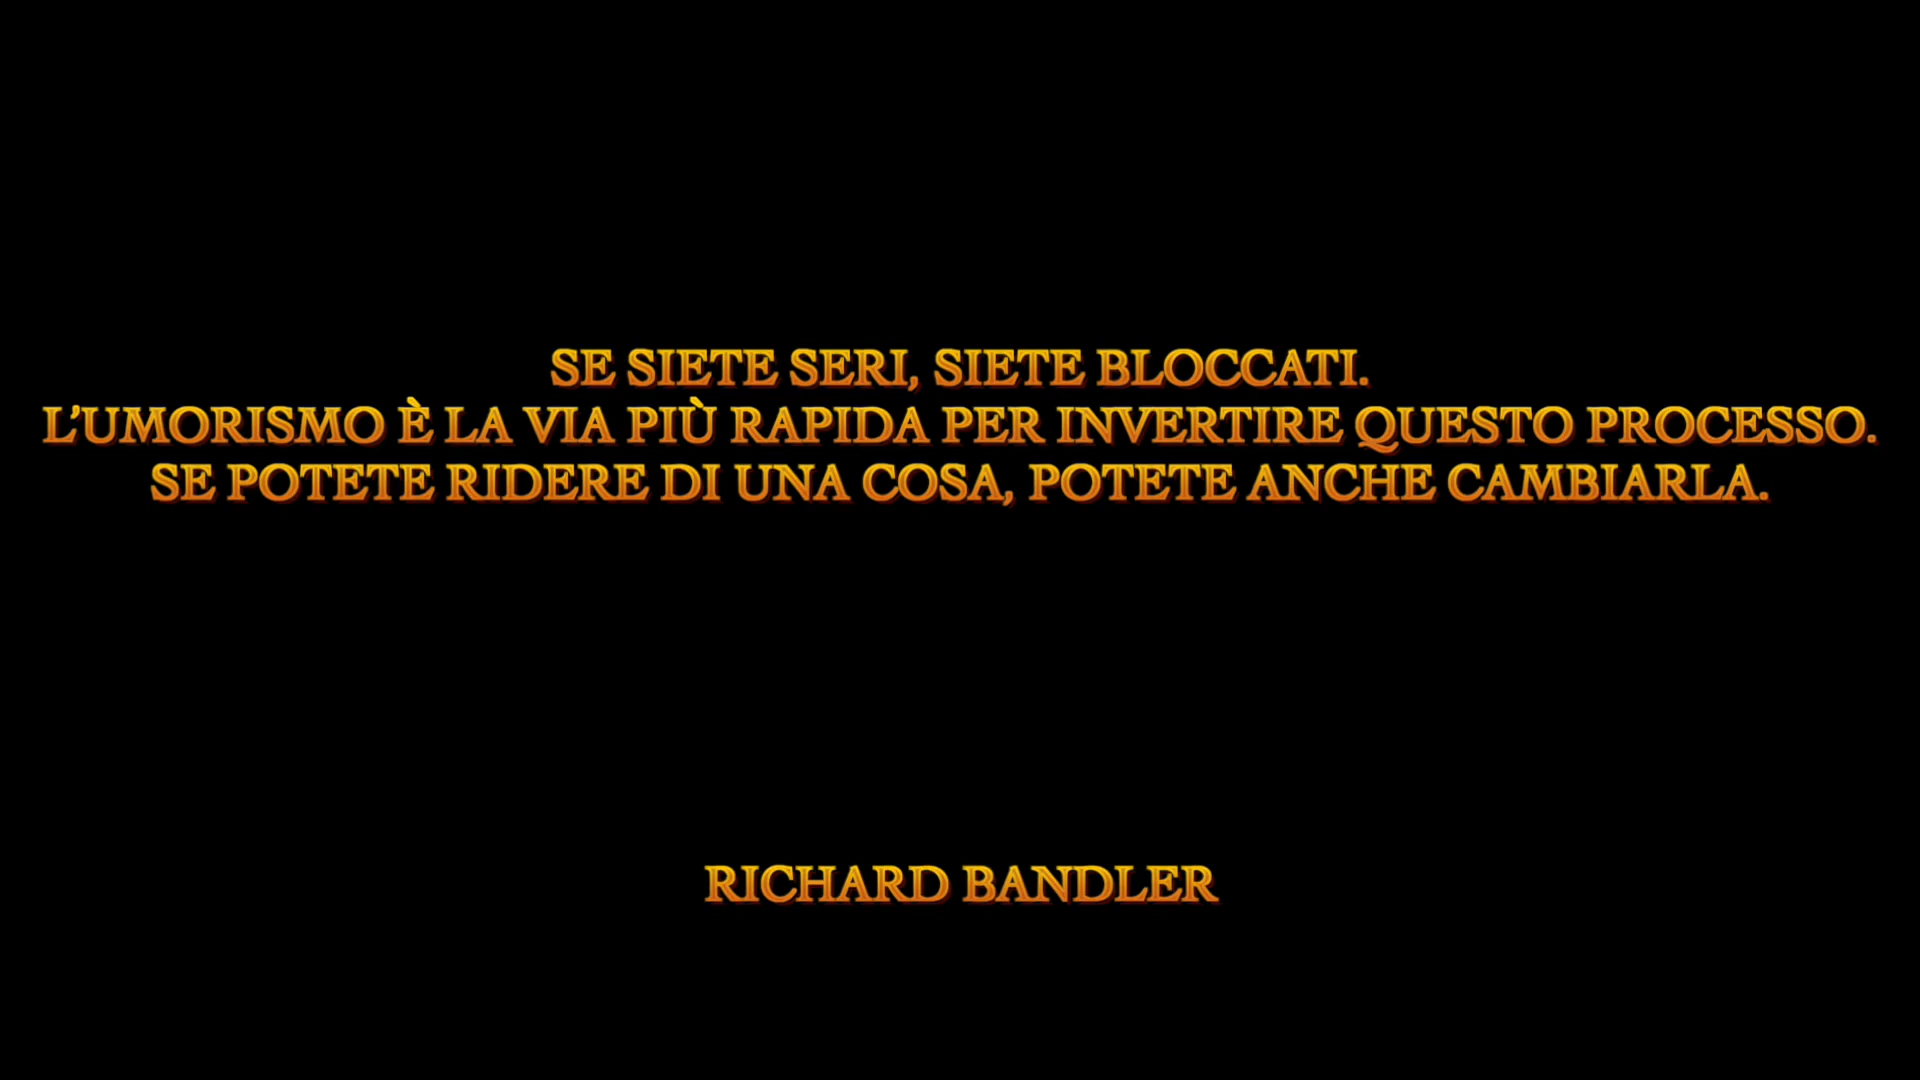 SE SIETE SERI, SIETE BLOCCATI.
L'UMORISMO È LA VIA PIÙ RAPIDA PER INVERTIRE QUESTO PROCESSO.
SE POTETE RIDERE DI UNA COSA, POTETE ANCHE CAMBIARLA.
RICHARD BANDLER